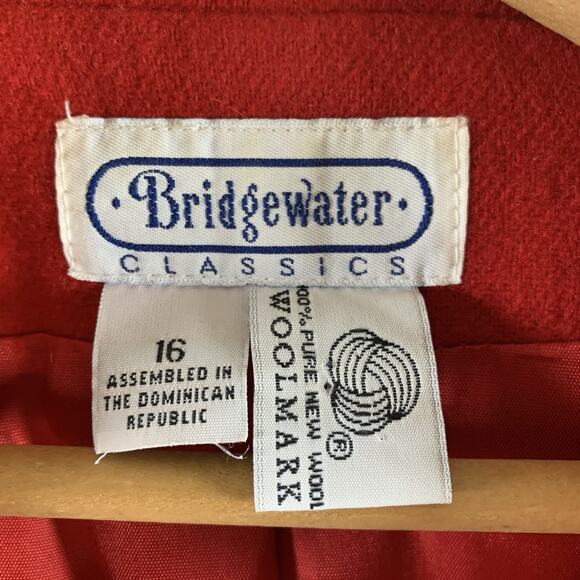 · Bridgewater ·
CLASSICS
16
ASSEMBLED IN
THE DOMINICAN
REPUBLIC
100% PURE NEW WOOL
WOOLMARK
®